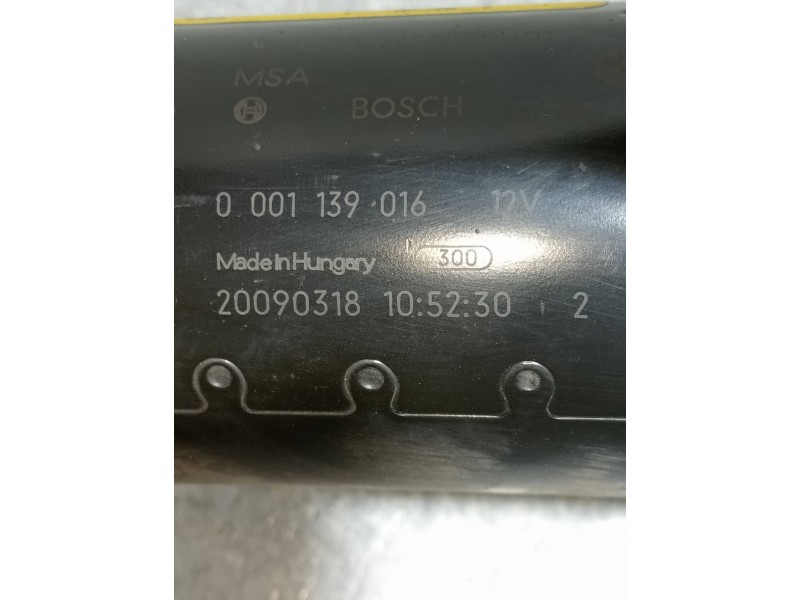 MSA
BOSCH
0 001 139 016 12V
Made in Hungary 300
20090318 10:52:30 2